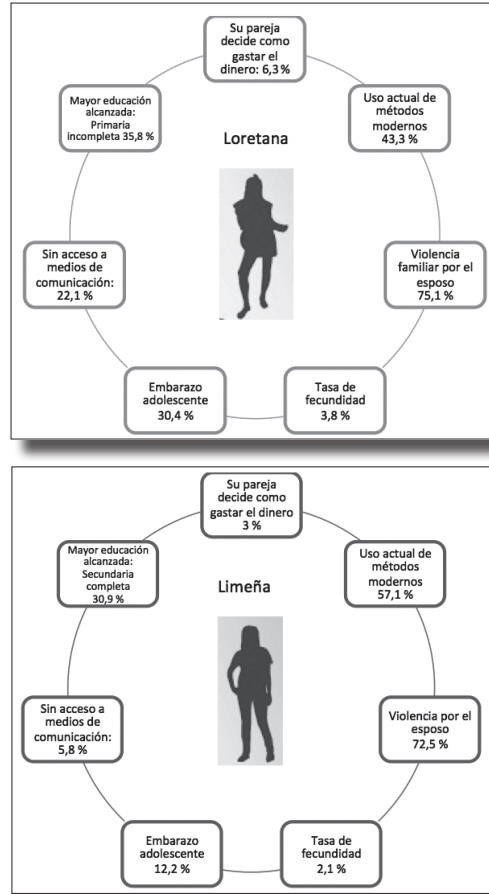 Su pareja
decide como
gastar el
dinero: 6,3 %
Mayor educación
alcanzada:
Primaria
incompleta 35,8 %
Loretana
Uso actual de
métodos
modernos
43,3 %
Sin acceso a
medios de
comunicación:
22,1 %
Violencia
familiar por el
esposo
75,1 %
Embarazo
adolescente
30,4 %
Tasa de
fecundidad
3,8 %
Su pareja
decide como
gastar el dinero
3 %
Mayor educación
alcanzada:
Secundaria
completa
30,9 %
Limeña
Uso actual de
métodos
modernos
57,1 %
Sin acceso a
medios de
comunicación:
5,8 %
Violencia por el
esposo
72,5 %
Embarazo
adolescente
12,2 %
Tasa de
fecundidad
2,1 %